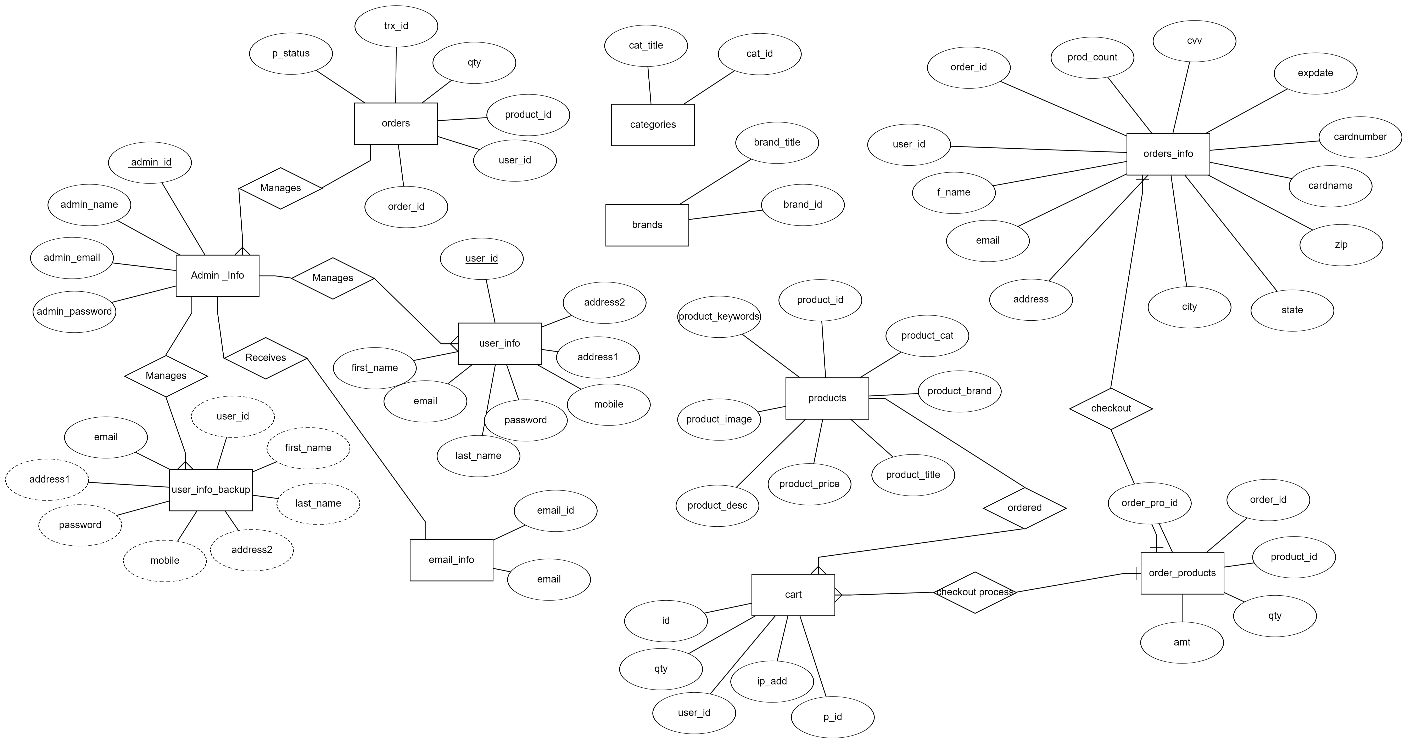 trx_id
p_status
qty
product_id
user_id
order_id
orders
Manages
admin_id
admin_name
admin_email
admin_password
Admin _Info
Manages
user_id
address2
address1
mobile
password
last_name
email
first_name
user_info
Manages
Receives
user_id
email
first_name
address1
last_name
password
address2
mobile
user_info_backup
email_id
email
email_info
cat_title
cat_id
categories
brand_title
brand_id
brands
product_id
product_keywords
product_cat
product_brand
product_image
product_title
product_price
product_desc
products
ordered
cart
id
qty
user_id
ip_add
p_id
checkout process
cvv
prod_count
order_id
expdate
cardnumber
user_id
orders_info
cardname
f_name
email
zip
address
city
state
checkout
order_pro_id
order_id
product_id
order_products
qty
amt